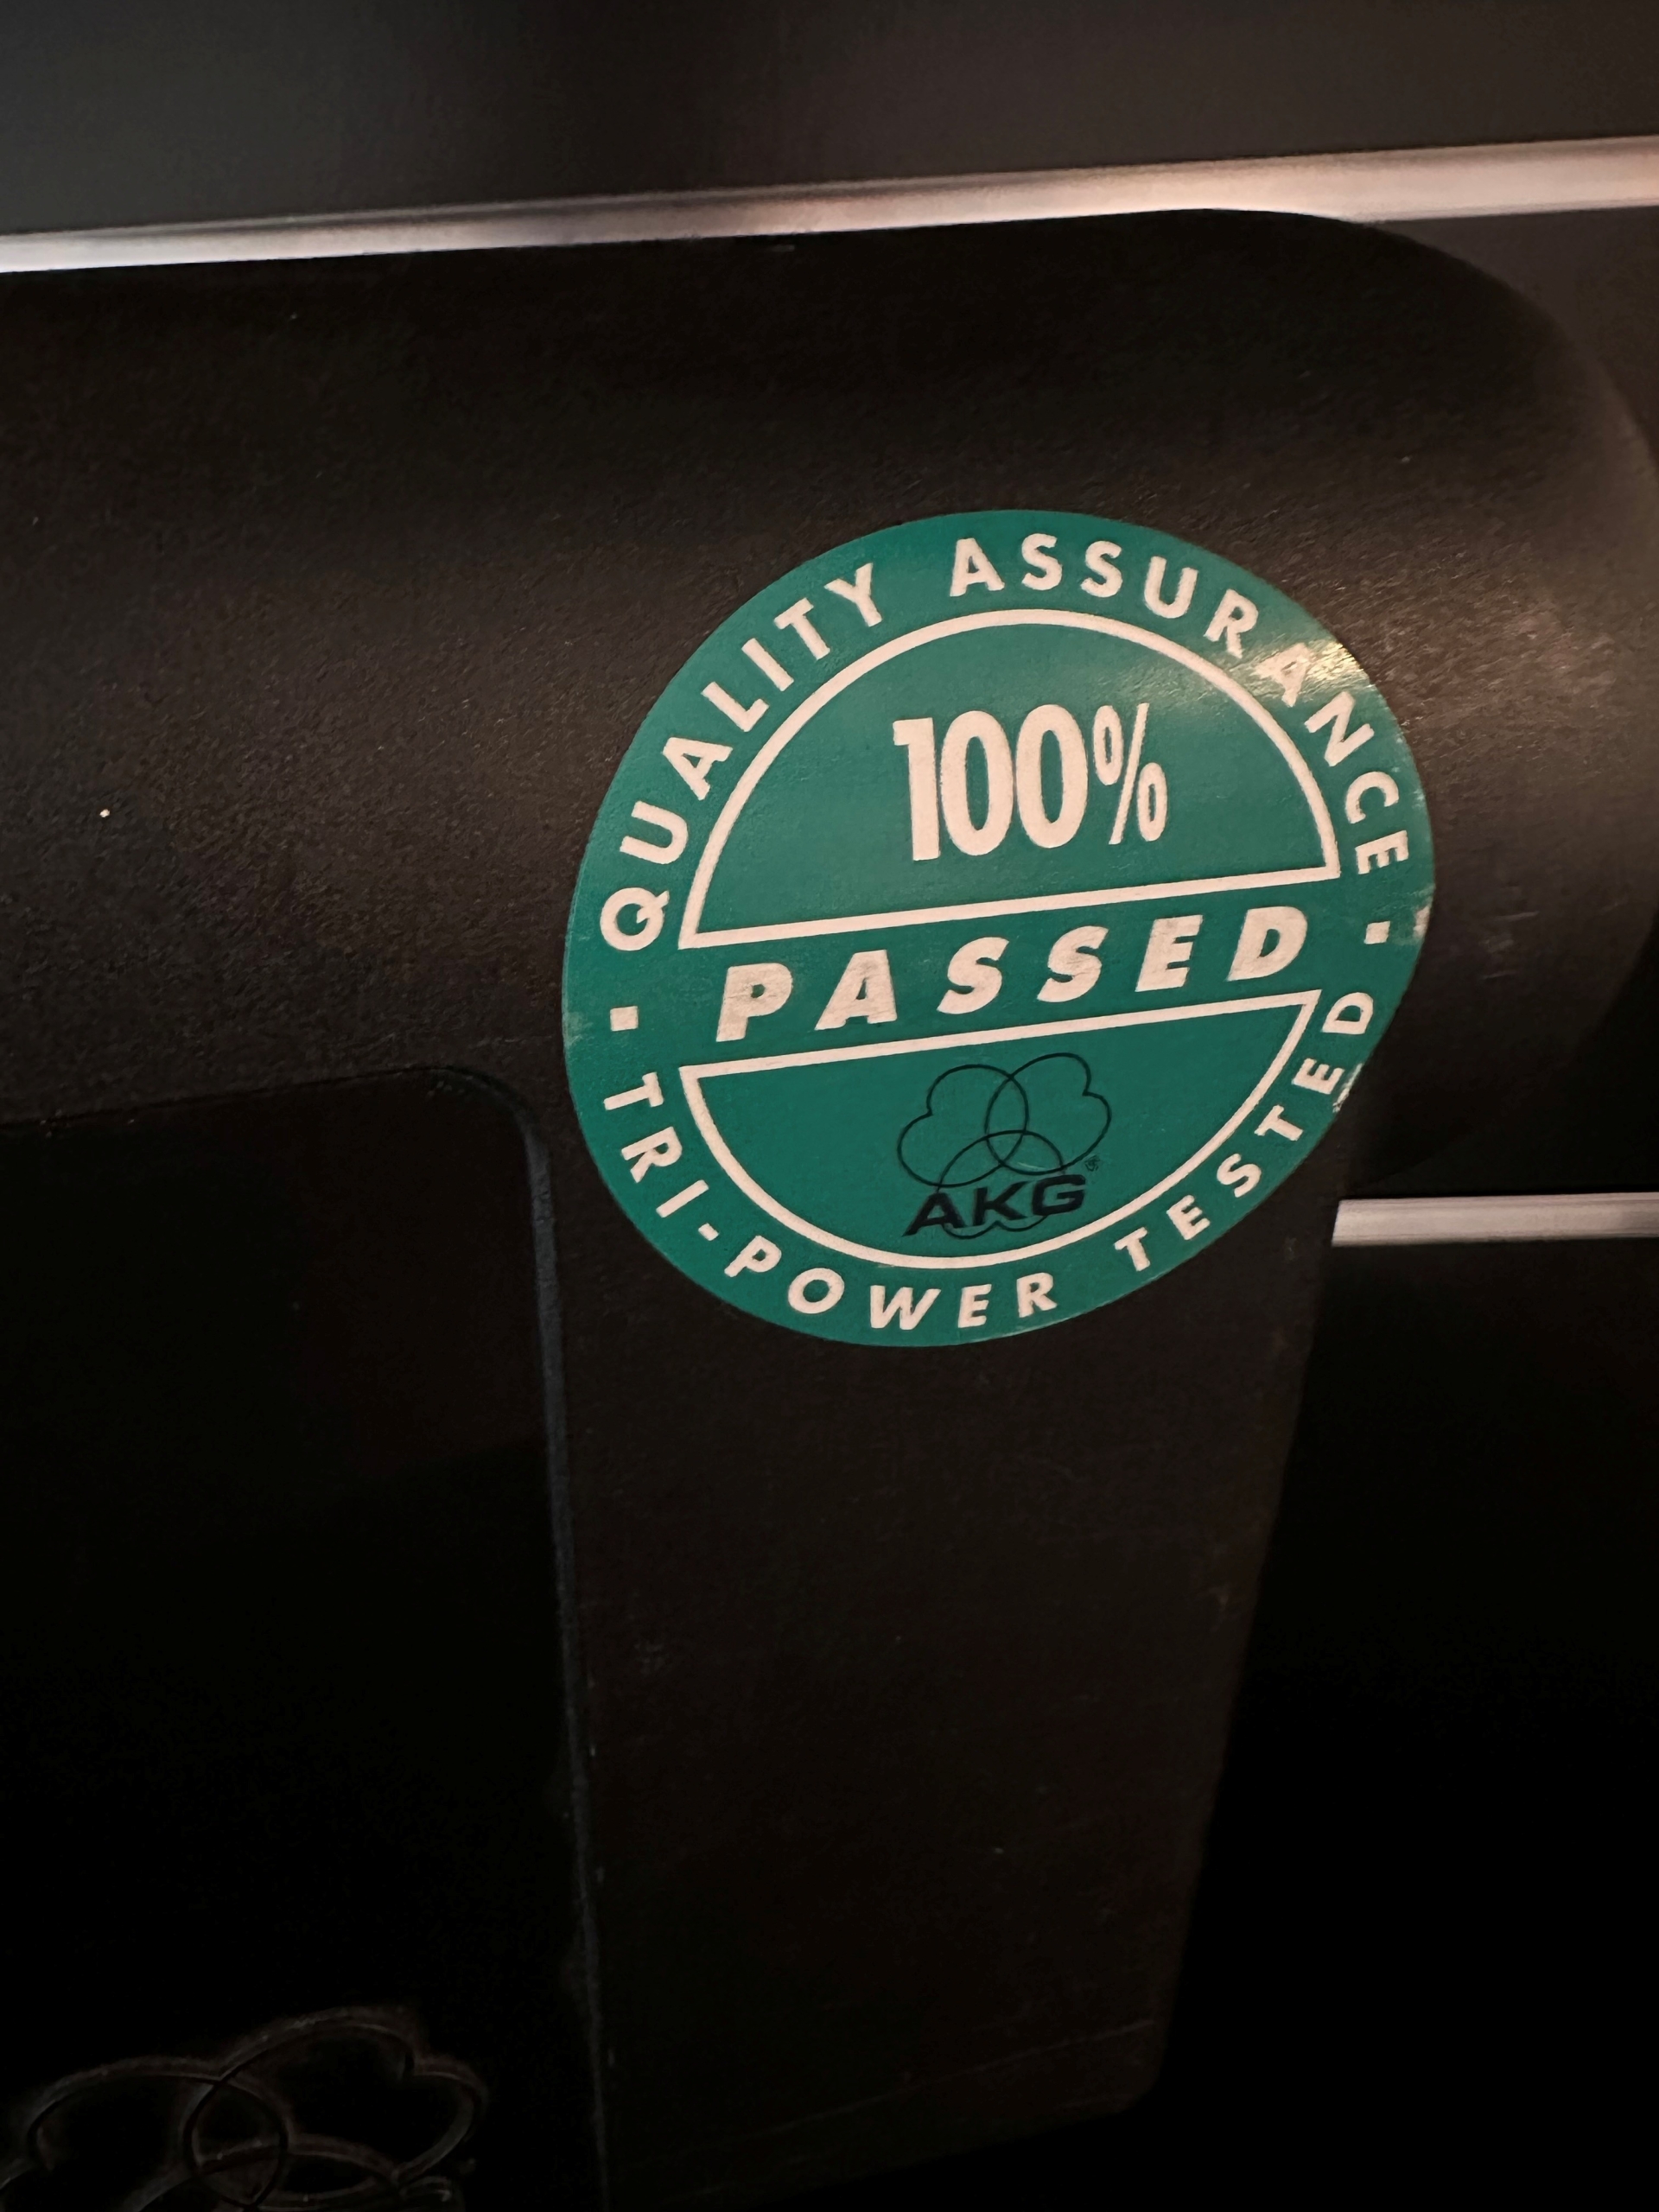 QUALITY ASSURANCE
100%
PASSED
AKG®
TRI-POWER TESTED